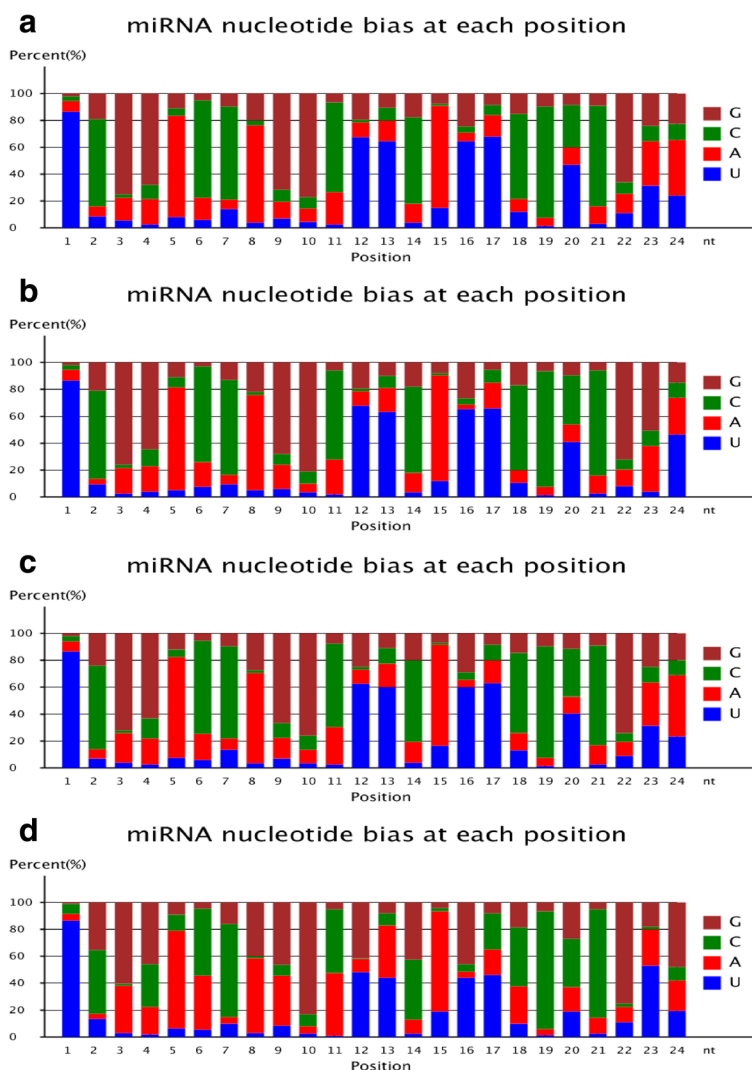 a
miRNA nucleotide bias at each position
Percent(%)
100
80
60
40
20
0
G
C
A
U
1 2 3 4 5 6 7 8 9 10 11 12 13 14 15 16 17 18 19 20 21 22 23 24 nt
Position
b
miRNA nucleotide bias at each position
Percent(%)
100
80
60
40
20
0
G
C
A
U
1 2 3 4 5 6 7 8 9 10 11 12 13 14 15 16 17 18 19 20 21 22 23 24 nt
Position
c
miRNA nucleotide bias at each position
Percent(%)
100
80
60
40
20
0
G
C
A
U
1 2 3 4 5 6 7 8 9 10 11 12 13 14 15 16 17 18 19 20 21 22 23 24 nt
Position
d
miRNA nucleotide bias at each position
Percent(%)
100
80
60
40
20
0
G
C
A
U
1 2 3 4 5 6 7 8 9 10 11 12 13 14 15 16 17 18 19 20 21 22 23 24 nt
Position